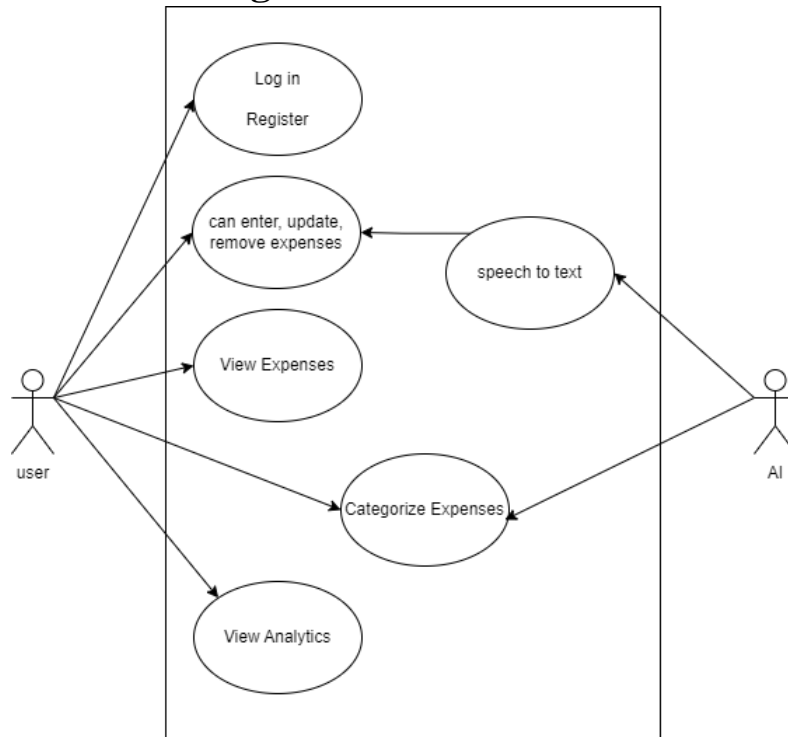 Log in
Register
can enter, update,
remove expenses
speech to text
View Expenses
user
AI
Categorize Expenses
View Analytics